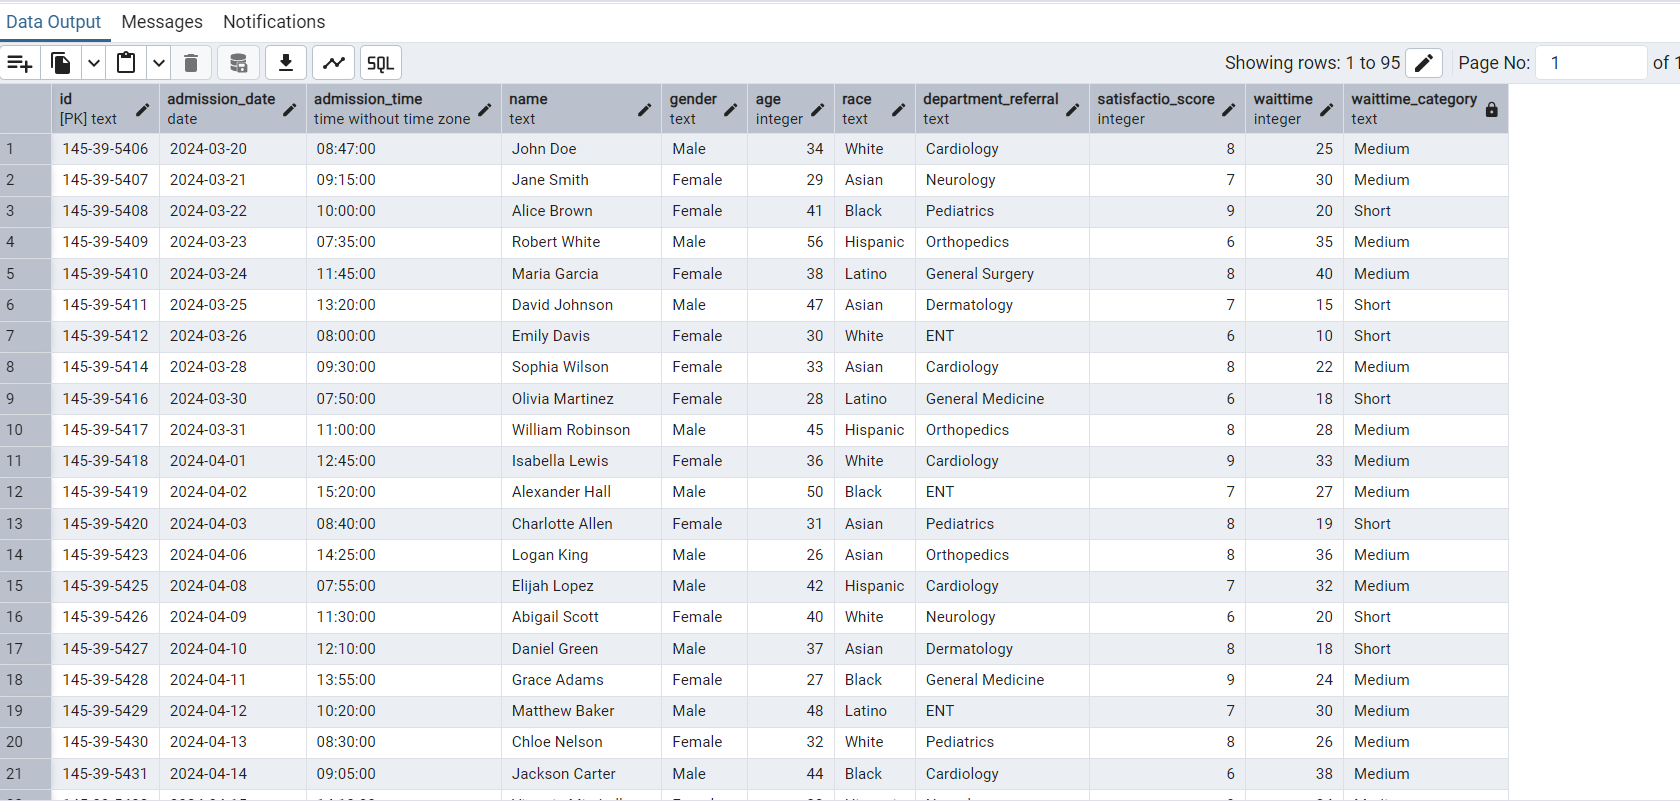 Data Output Messages Notifications
SQL Showing rows: 1 to 95 Page No: 1 of 1
id admission_date admission_time name gender age race department_referral satisfactio_score waittime waittime_category
[PK] text date time without time zone text text integer text text integer integer text
1 145-39-5406 2024-03-20 08:47:00 John Doe Male 34 White Cardiology 8 25 Medium
2 145-39-5407 2024-03-21 09:15:00 Jane Smith Female 29 Asian Neurology 7 30 Medium
3 145-39-5408 2024-03-22 10:00:00 Alice Brown Female 41 Black Pediatrics 9 20 Short
4 145-39-5409 2024-03-23 07:35:00 Robert White Male 56 Hispanic Orthopedics 6 35 Medium
5 145-39-5410 2024-03-24 11:45:00 Maria Garcia Female 38 Latino General Surgery 8 40 Medium
6 145-39-5411 2024-03-25 13:20:00 David Johnson Male 47 Asian Dermatology 7 15 Short
7 145-39-5412 2024-03-26 08:00:00 Emily Davis Female 30 White ENT 6 10 Short
8 145-39-5414 2024-03-28 09:30:00 Sophia Wilson Female 33 Asian Cardiology 8 22 Medium
9 145-39-5416 2024-03-30 07:50:00 Olivia Martinez Female 28 Latino General Medicine 6 18 Short
10 145-39-5417 2024-03-31 11:00:00 William Robinson Male 45 Hispanic Orthopedics 8 28 Medium
11 145-39-5418 2024-04-01 12:45:00 Isabella Lewis Female 36 White Cardiology 9 33 Medium
12 145-39-5419 2024-04-02 15:20:00 Alexander Hall Male 50 Black ENT 7 27 Medium
13 145-39-5420 2024-04-03 08:40:00 Charlotte Allen Female 31 Asian Pediatrics 8 19 Short
14 145-39-5423 2024-04-06 14:25:00 Logan King Male 26 Asian Orthopedics 8 36 Medium
15 145-39-5425 2024-04-08 07:55:00 Elijah Lopez Male 42 Hispanic Cardiology 7 32 Medium
16 145-39-5426 2024-04-09 11:30:00 Abigail Scott Female 40 White Neurology 6 20 Short
17 145-39-5427 2024-04-10 12:10:00 Daniel Green Male 37 Asian Dermatology 8 18 Short
18 145-39-5428 2024-04-11 13:55:00 Grace Adams Female 27 Black General Medicine 9 24 Medium
19 145-39-5429 2024-04-12 10:20:00 Matthew Baker Male 48 Latino ENT 7 30 Medium
20 145-39-5430 2024-04-13 08:30:00 Chloe Nelson Female 32 White Pediatrics 8 26 Medium
21 145-39-5431 2024-04-14 09:05:00 Jackson Carter Male 44 Black Cardiology 6 38 Medium